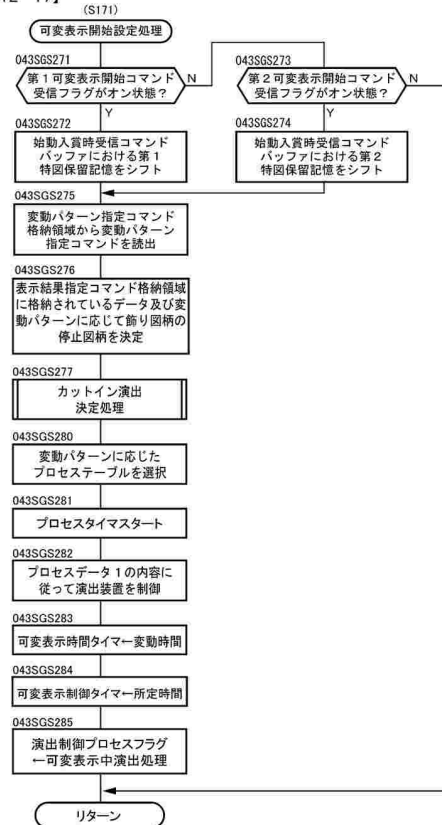 (S171)
可変表示開始設定処理
043SGS271
第1可変表示開始コマンド
受信フラグがオン状態?
N
Y
043SGS273
第2可変表示開始コマンド
受信フラグがオン状態?
N
Y
043SGS272
始動入賞時受信コマンド
バッファにおける第1
特図保留記憶をシフト
043SGS274
始動入賞時受信コマンド
バッファにおける第2
特図保留記憶をシフト
043SGS275
変動パターン指定コマンド
格納領域から変動パターン
指定コマンドを読出
043SGS276
表示結果指定コマンド格納領域
に格納されているデータ及び変
動パターンに応じて飾り図柄の
停止図柄を決定
043SGS277
カットイン演出
決定処理
043SGS280
変動パターンに応じた
プロセステーブルを選択
043SGS281
プロセスタイマスタート
043SGS282
プロセスデータ1の内容に
従って演出装置を制御
043SGS283
可変表示時間タイマ←変動時間
043SGS284
可変表示制御タイマ←所定時間
043SGS285
演出制御プロセスフラグ
←可変表示中演出処理
リターン